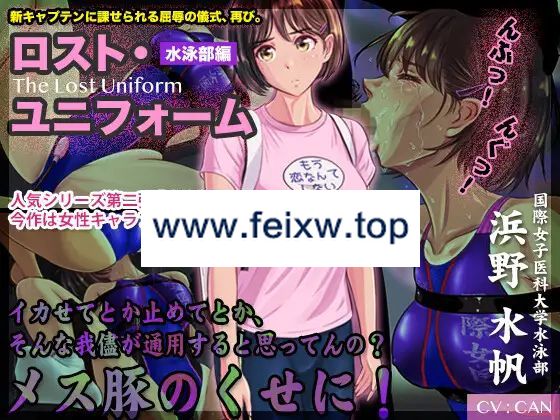 新キャプテンに課せられる屈辱の儀式、再び。
ロスト・
水泳部編
The Lost Uniform
ユニフォーム
んぶっ！
んぐっ！
もう
恋なんて
しない
人気シリーズ第二
今作は女性キャラ
www.feixw.top
国際女子医科大学水泳部
浜野水帆
イカせてとか止めてとか、
そんな我儘が通用すると思ってんの？
メス豚のくせに！
CV：CAN